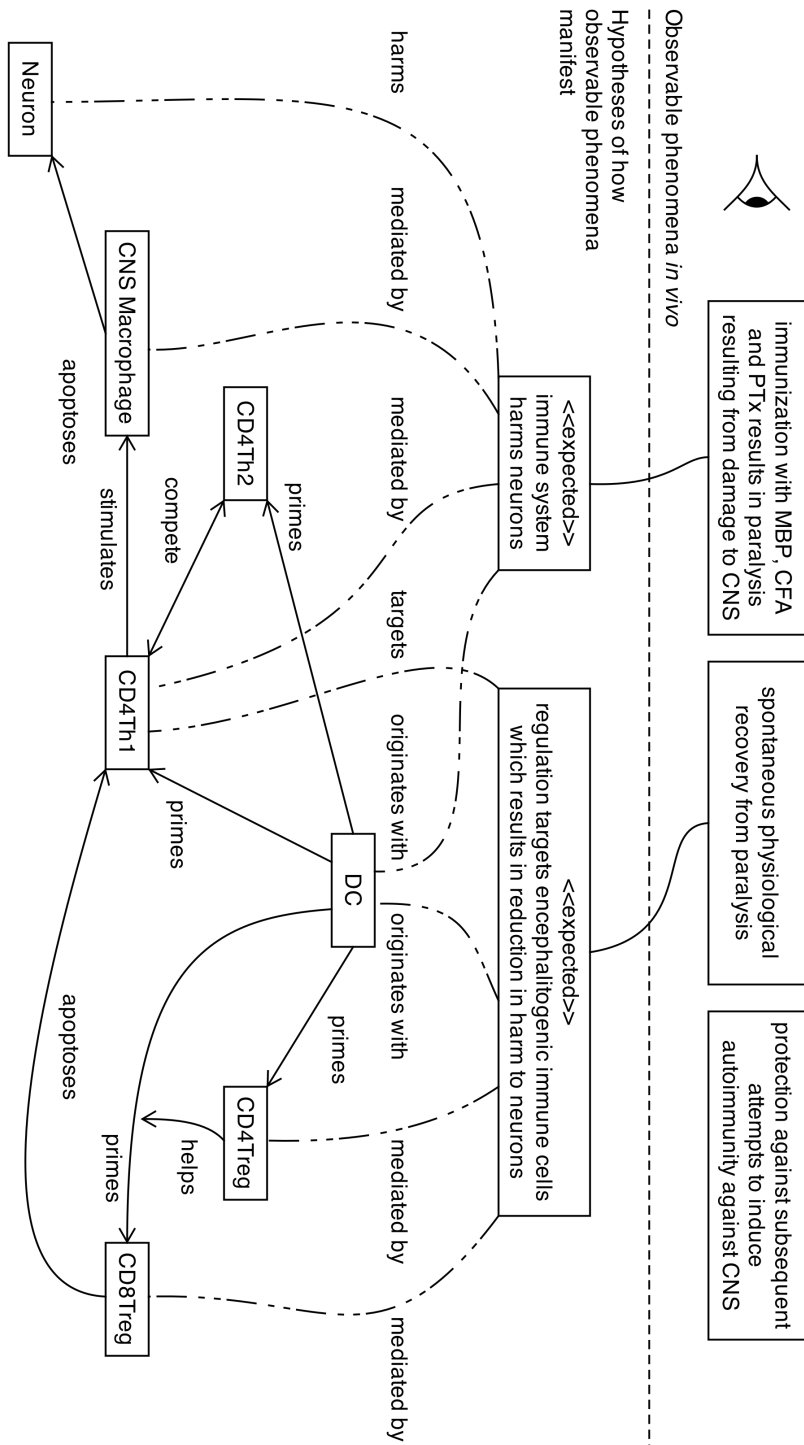 immunization with MBP, CFA
and PTx results in paralysis
resulting from damage to CNS
spontaneous physiological
recovery from paralysis
protection against subsequent
attempts to induce
autoimmunity against CNS
Observable phenomena in vivo
Hypotheses of how
observable phenomena
manifest
<<expected>>
immune system
harms neurons
<<expected>>
regulation targets encephalitogenic immune cells
which results in reduction in harm to neurons
harms
mediated by
mediated by
targets
originates with
originates with
mediated by
mediated by
DC
primes
primes
CD4Th2
CD4Treg
compete
primes
helps
CNS Macrophage
stimulates
CD4Th1
primes
CD8Treg
apoptoses
apoptoses
Neuron